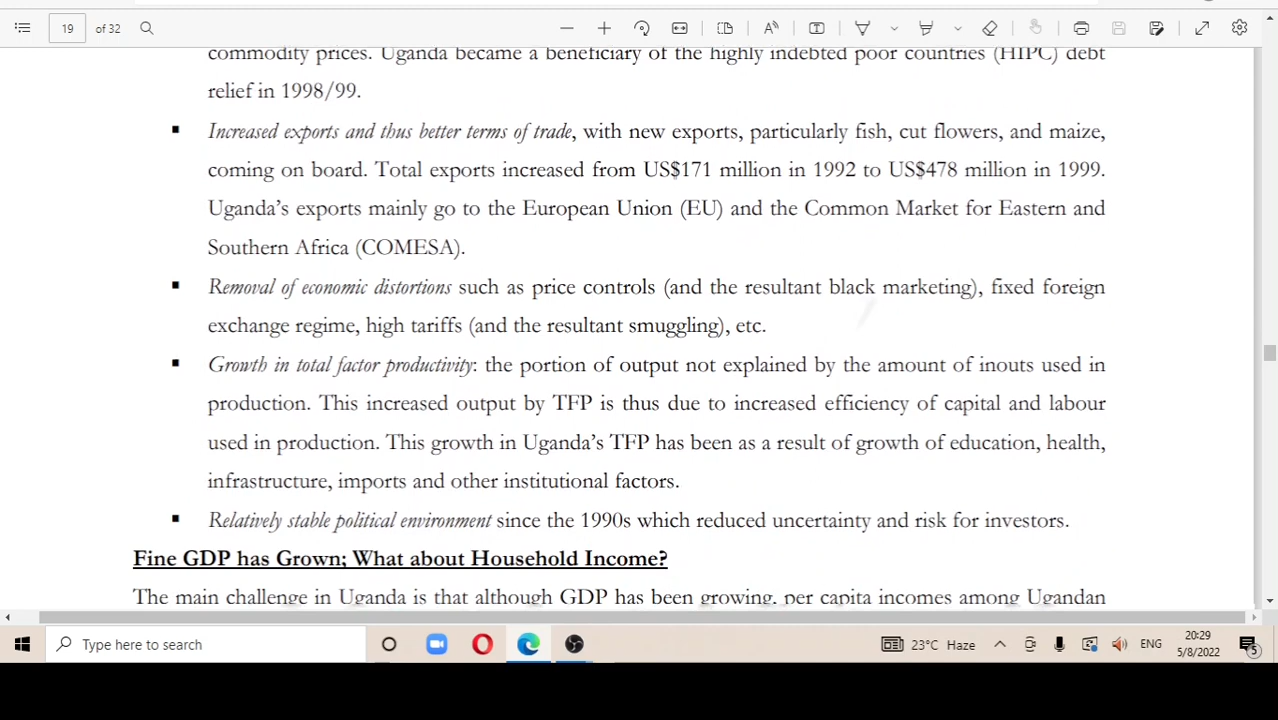 19 of 32
commodity prices. Uganda became a beneficiary of the highly indebted poor countries (HIPC) debt
relief in 1998/99.
▪ Increased exports and thus better terms of trade, with new exports, particularly fish, cut flowers, and maize,
coming on board. Total exports increased from US$171 million in 1992 to US$478 million in 1999.
Uganda's exports mainly go to the European Union (EU) and the Common Market for Eastern and
Southern Africa (COMESA).
▪ Removal of economic distortions such as price controls (and the resultant black marketing), fixed foreign
exchange regime, high tariffs (and the resultant smuggling), etc.
▪ Growth in total factor productivity: the portion of output not explained by the amount of inouts used in
production. This increased output by TFP is thus due to increased efficiency of capital and labour
used in production. This growth in Uganda's TFP has been as a result of growth of education, health,
infrastructure, imports and other institutional factors.
▪ Relatively stable political environment since the 1990s which reduced uncertainty and risk for investors.
Fine GDP has Grown; What about Household Income?
The main challenge in Uganda is that although GDP has been growing, per capita incomes among Ugandan
Type here to search
23°C Haze
ENG
20:29
5/8/2022
5